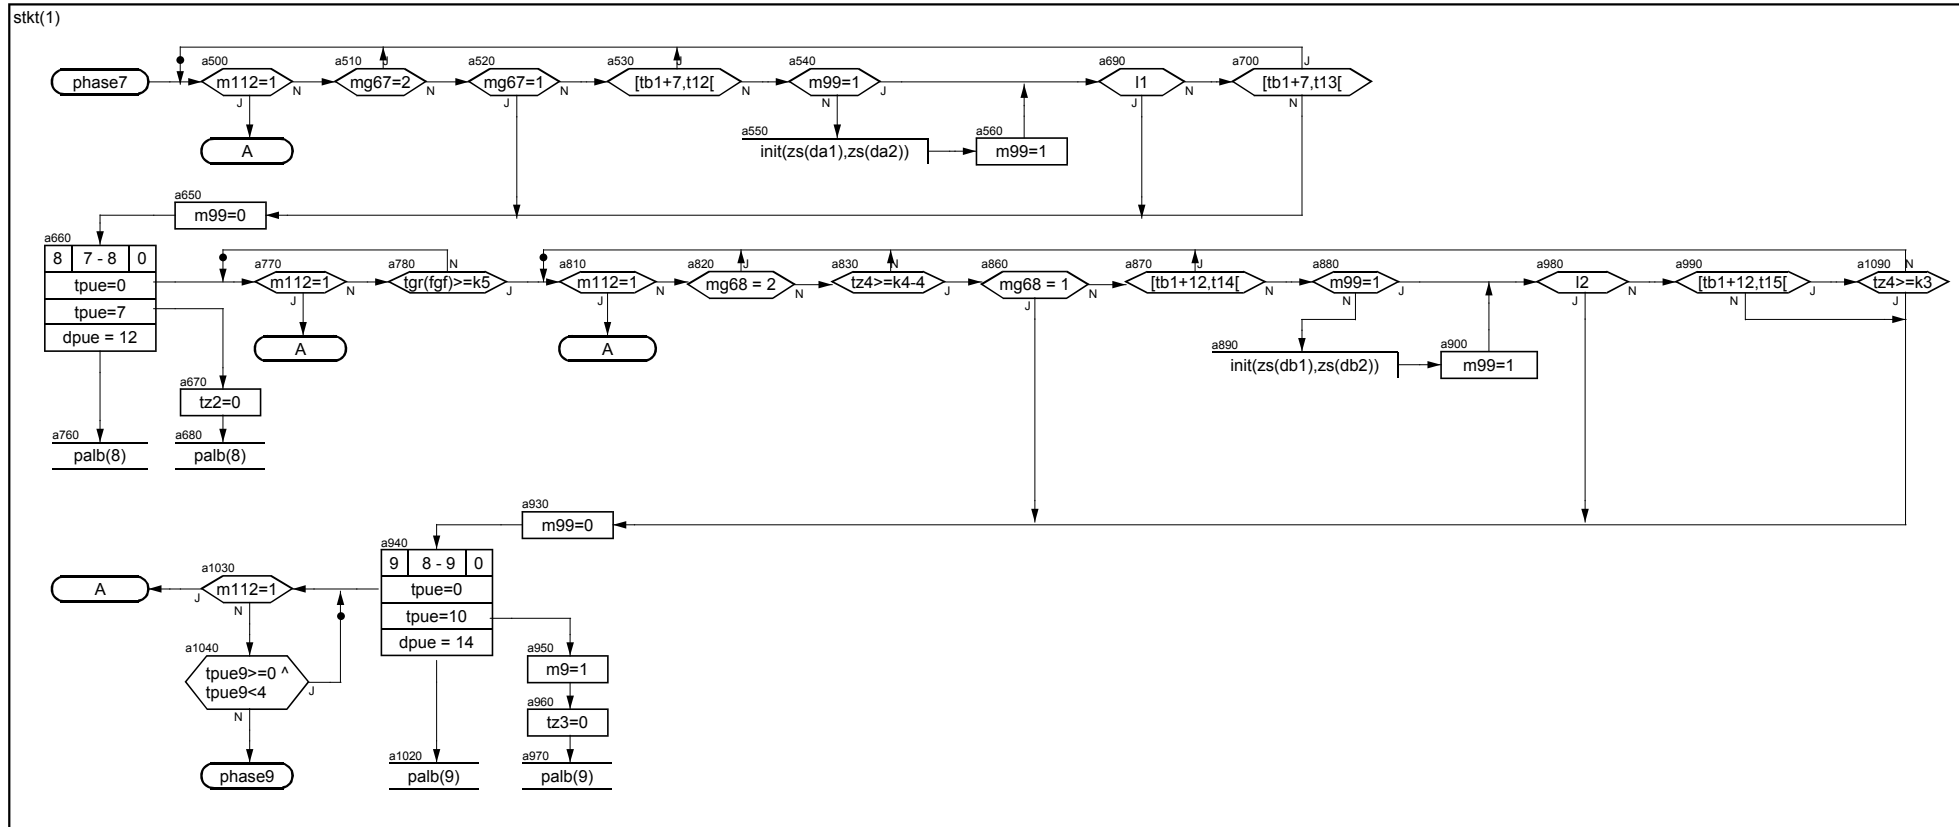 stkt(1)
a500 a510 J a520 a530 J a540 a690 a700 J
phase7 m112=1 N mg67=2 N mg67=1 N [tb1+7,t12[ N m99=1 J l1 N [tb1+7,t13[
J J N J N
a550 a560
A init(zs(da1),zs(da2)) m99=1
a650
m99=0
a660
8 7 - 8 0
a770 a780 N a810 a820 J a830 N a860 a870 J a880 a980 a990 a1090 N
tpue=0 m112=1 N tgr(fgf)>=k5 J m112=1 N mg68 = 2 N tz4>=k4-4 J mg68 = 1 N [tb1+12,t14[ N m99=1 J l2 N [tb1+12,t15[ J tz4>=k3
J J J N J N J
tpue=7
dpue = 12
A A
a890 a900
init(zs(db1),zs(db2)) m99=1
a670
tz2=0
a760 a680
palb(8) palb(8)
a930
m99=0
a940
9 8 - 9 0
a1030
A J m112=1 tpue=0
N
tpue=10
dpue = 14
a1040 a950
tpue9>=0 ^ m9=1
tpue9<4 J
N
a960
tz3=0
a1020 a970
phase9 palb(9) palb(9)